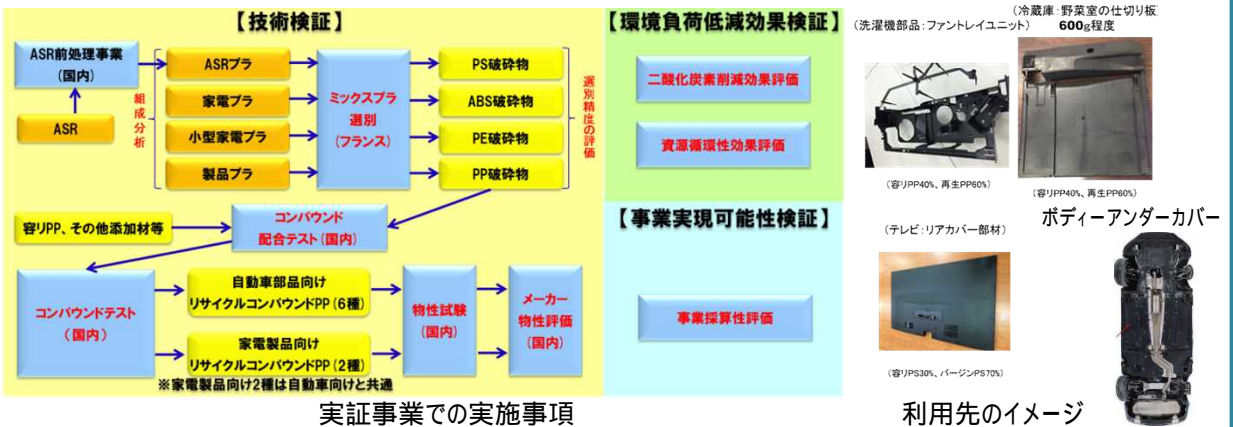 【技術検証】
ASR前処理事業
(国内)
ASR
組成分析
ASRプラ
家電プラ
小型家電プラ
製品プラ
ミックスプラ
選別
(フランス)
PS破砕物
ABS破砕物
PE破砕物
PP破砕物
選別精度の評価
容リPP、その他添加材等
コンパウンド
配合テスト(国内)
コンパウンドテスト
(国内)
自動車部品向け
リサイクルコンパウンドPP(6種)
家電製品向け
リサイクルコンパウンドPP(2種)
※家電製品向け2種は自動車向けと共通
物性試験
(国内)
メーカー
物性評価
(国内)
【環境負荷低減効果検証】
二酸化炭素削減効果評価
資源循環性効果評価
【事業実現可能性検証】
事業採算性評価
実証事業での実施事項
(冷蔵庫:野菜室の仕切り板)
(洗濯機部品:ファントレイユニット) 600g程度
(容リPP40%、再生PP60%)
(容リPP40%、再生PP60%)
ボディーアンダーカバー
(テレビ:リアカバー部材)
(容リPS30%、バージンPS70%)
利用先のイメージ